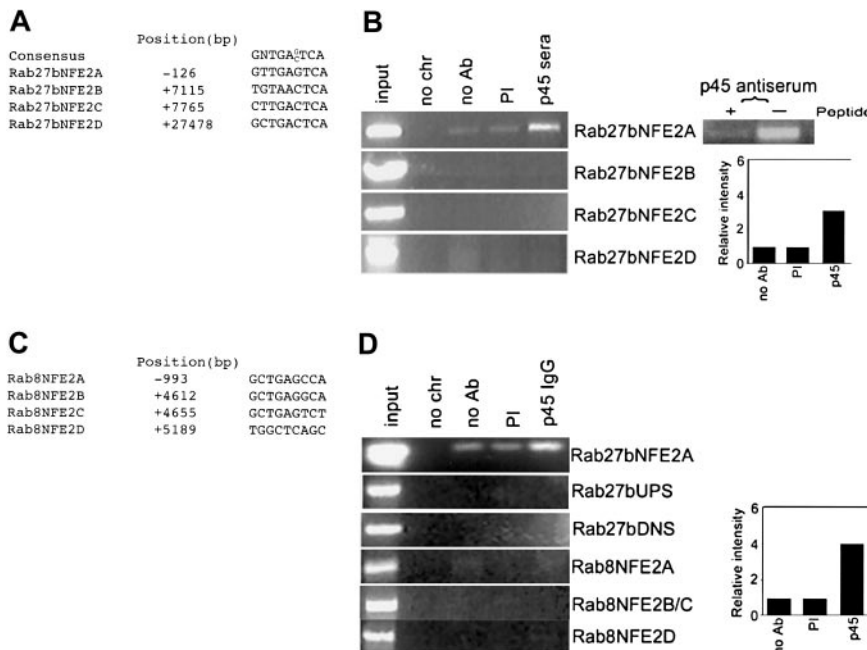 A
Position(bp)
Consensus GNTGA G/C TCA
Rab27bNFE2A -126 GTTGAGTCA
Rab27bNFE2B +7115 TGTAACTCA
Rab27bNFE2C +7765 CTTGACTCA
Rab27bNFE2D +27478 GCTGACTCA
B
input no chr no Ab PI p45 sera
Rab27bNFE2A
Rab27bNFE2B
Rab27bNFE2C
Rab27bNFE2D
p45 antiserum
+ − Peptide
Relative intensity
6
4
2
0
no Ab PI p45
C
Position(bp)
Rab8NFE2A -993 GCTGAGCCA
Rab8NFE2B +4612 GCTGAGGCA
Rab8NFE2C +4655 GCTGAGTCT
Rab8NFE2D +5189 TGGCTCAGC
D
input no chr no Ab PI p45 IgG
Rab27bNFE2A
Rab27bUPS
Rab27bDNS
Rab8NFE2A
Rab8NFE2B/C
Rab8NFE2D
Relative intensity
6
4
2
0
no Ab PI p45